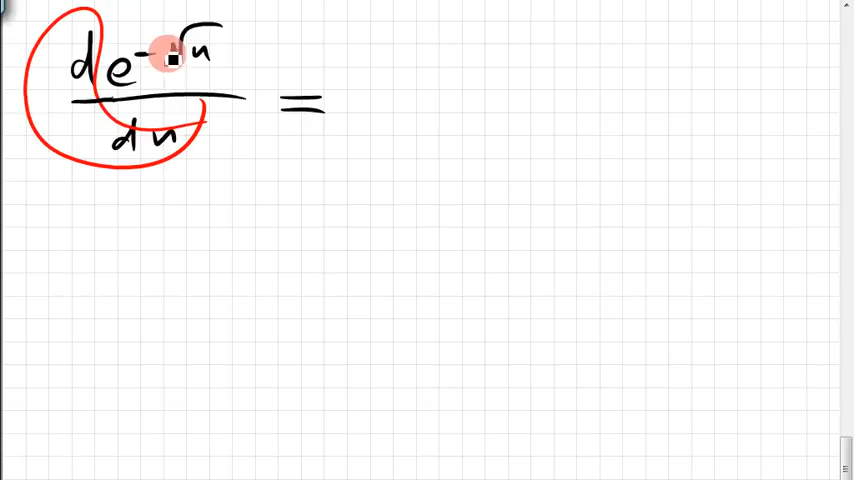 de^{-√n}
dn =